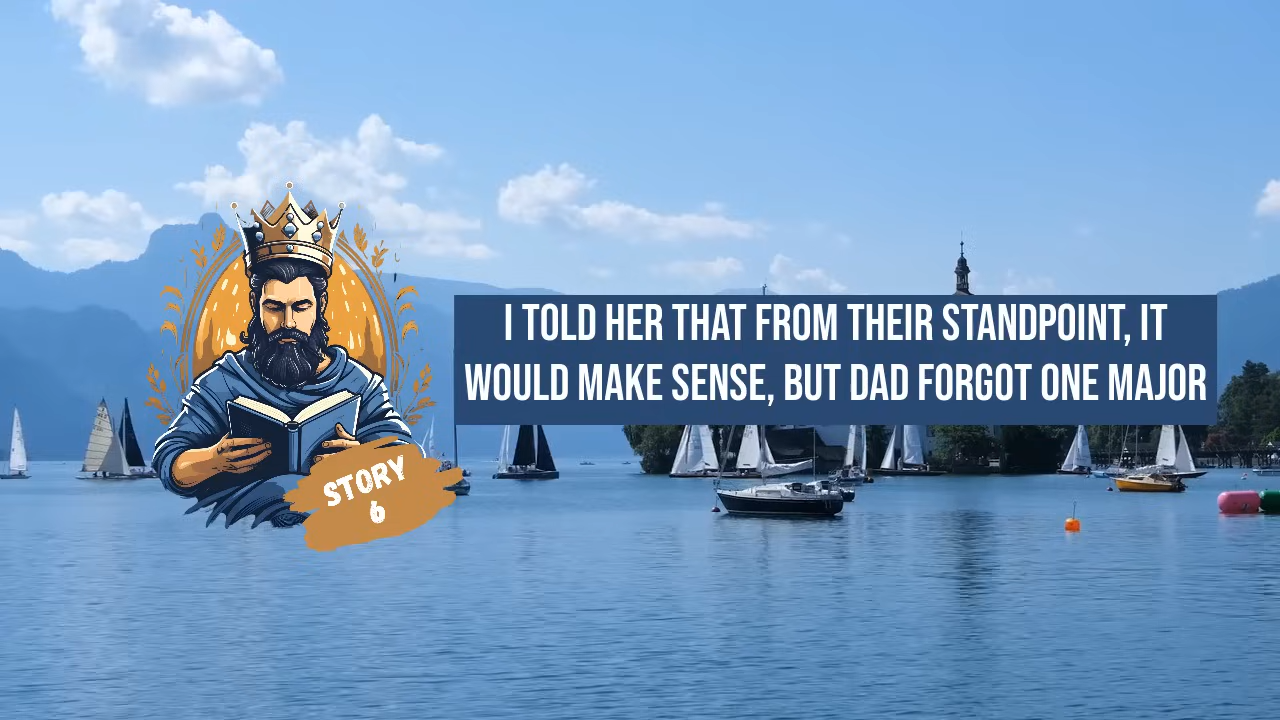 I TOLD HER THAT FROM THEIR STANDPOINT, IT
WOULD MAKE SENSE, BUT DAD FORGOT ONE MAJOR
STORY
6